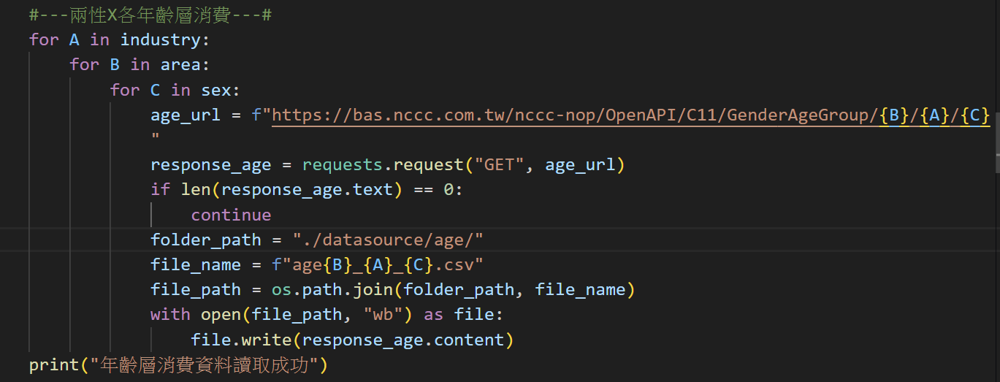 #---兩性X各年齡層消費---#
for A in industry:
for B in area:
for C in sex:
age_url = f"https://bas.nccc.com.tw/nccc-nop/OpenAPI/C11/GenderAgeGroup/{B}/{A}/{C}
"
response_age = requests.request("GET", age_url)
if len(response_age.text) == 0:
continue
folder_path = "./datasource/age/"
file_name = f"age{B}_{A}_{C}.csv"
file_path = os.path.join(folder_path, file_name)
with open(file_path, "wb") as file:
file.write(response_age.content)
print("年齡層消費資料讀取成功")